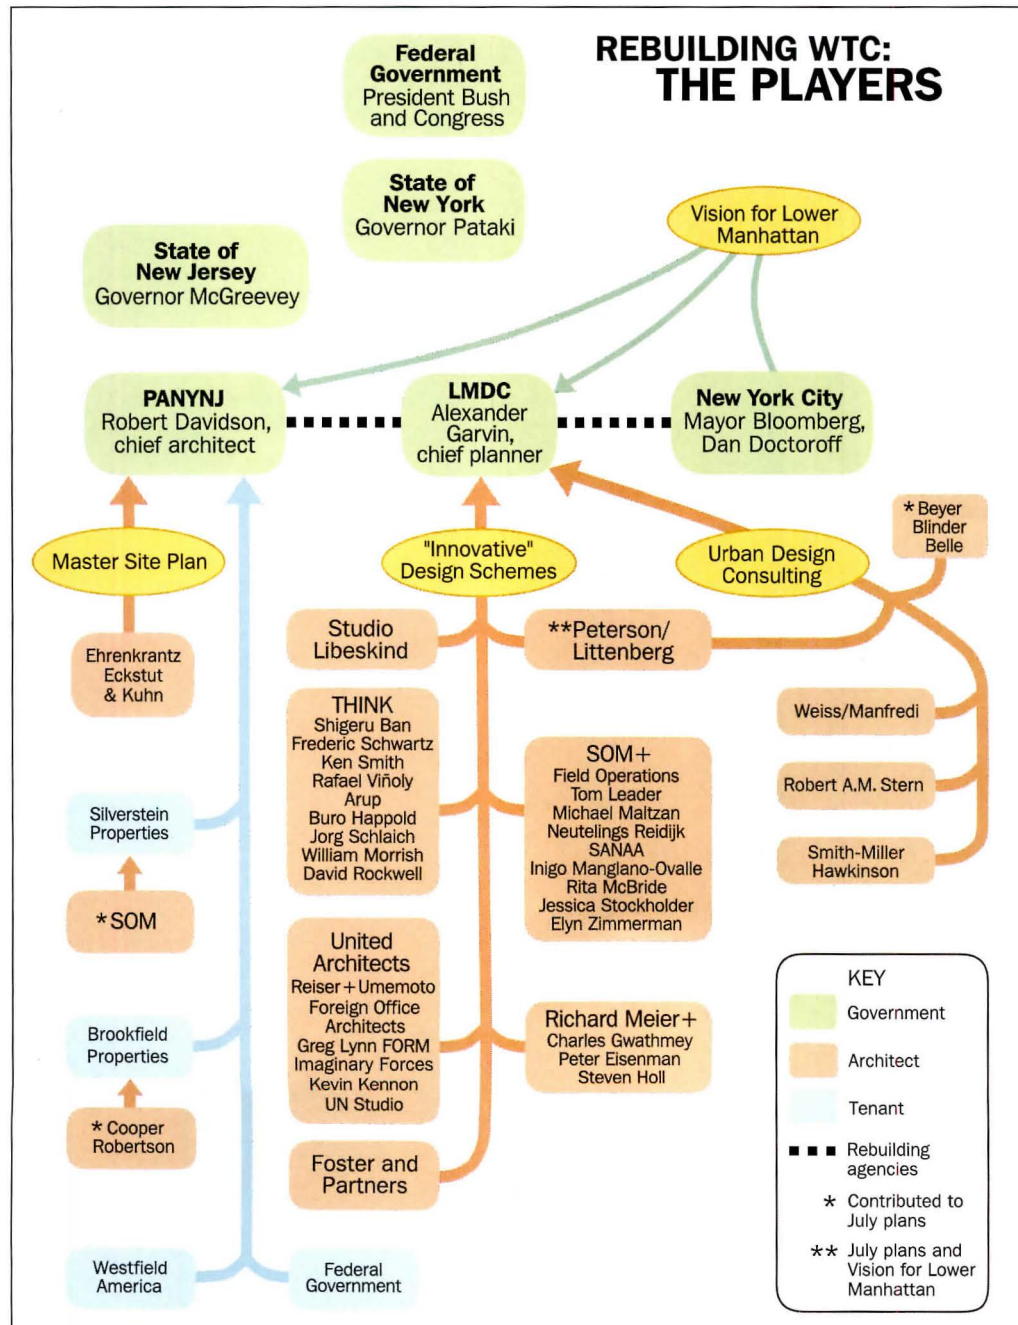 REBUILDING WTC:
THE PLAYERS
Federal
Government
President Bush
and Congress
State of
New York
Governor Pataki
Vision for Lower
Manhattan
State of
New Jersey
Governor McGreevey
PANYNJ
Robert Davidson,
chief architect
LMDC
Alexander
Garvin,
chief planner
New York City
Mayor Bloomberg,
Dan Doctoroff
Master Site Plan
"Innovative"
Design Schemes
Urban Design
Consulting
* Beyer
Blinder
Belle
Ehrenkrantz
Eckstut
& Kuhn
Studio
Libeskind
**Peterson/
Littenberg
THINK
Shigeru Ban
Frederic Schwartz
Ken Smith
Rafael Viñoly
Arup
Buro Happold
Jorg Schlaich
William Morrish
David Rockwell
SOM+
Field Operations
Tom Leader
Michael Maltzan
Neutelings Reidijk
SANAA
Inigo Manglano-Ovalle
Rita McBride
Jessica Stockholder
Elyn Zimmerman
Weiss/Manfredi
Robert A.M. Stern
Smith-Miller
Hawkinson
Silverstein
Properties
*SOM
United
Architects
Reiser+Umemoto
Foreign Office
Architects
Greg Lynn FORM
Imaginary Forces
Kevin Kennon
UN Studio
Richard Meier+
Charles Gwathmey
Peter Eisenman
Steven Holl
Brookfield
Properties
* Cooper
Robertson
Foster and
Partners
Westfield
America
Federal
Government
KEY
Government
Architect
Tenant
Rebuilding
agencies
* Contributed to
July plans
** July plans and
Vision for Lower
Manhattan